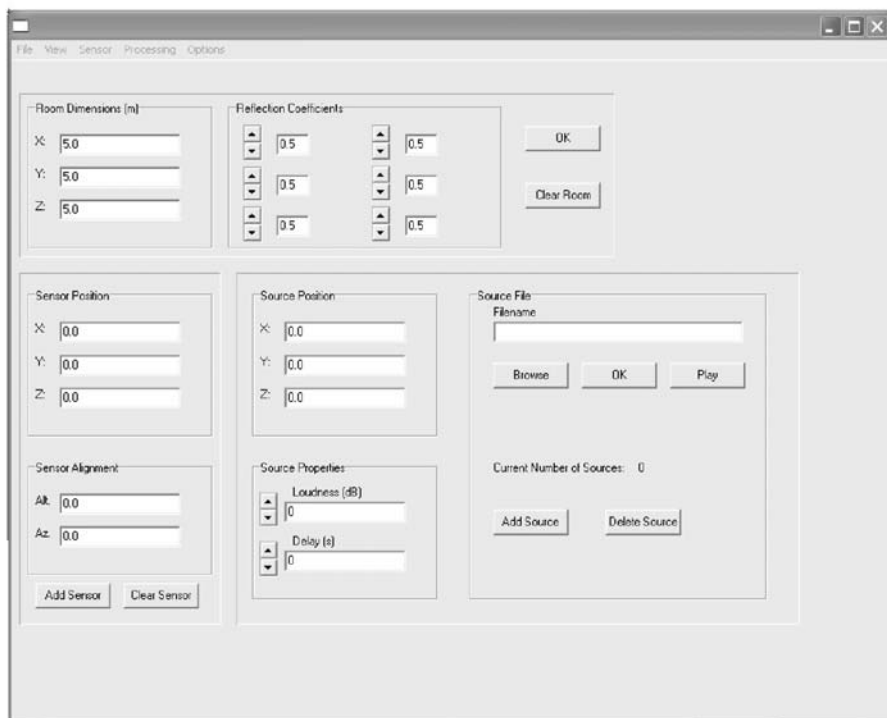 File View Sensor Processing Options
Room Dimensions (m)
X: 5.0
Y: 5.0
Z: 5.0
Reflection Coefficients
0.5 0.5
0.5 0.5
0.5 0.5
OK
Clear Room
Sensor Position
X: 0.0
Y: 0.0
Z: 0.0
Sensor Alignment
Alt. 0.0
Az. 0.0
Add Sensor Clear Sensor
Source Position
X: 0.0
Y: 0.0
Z: 0.0
Source Properties
Loudness (dB)
0
Delay (s)
0
Source File
Filename
Browse OK Play
Current Number of Sources: 0
Add Source Delete Source